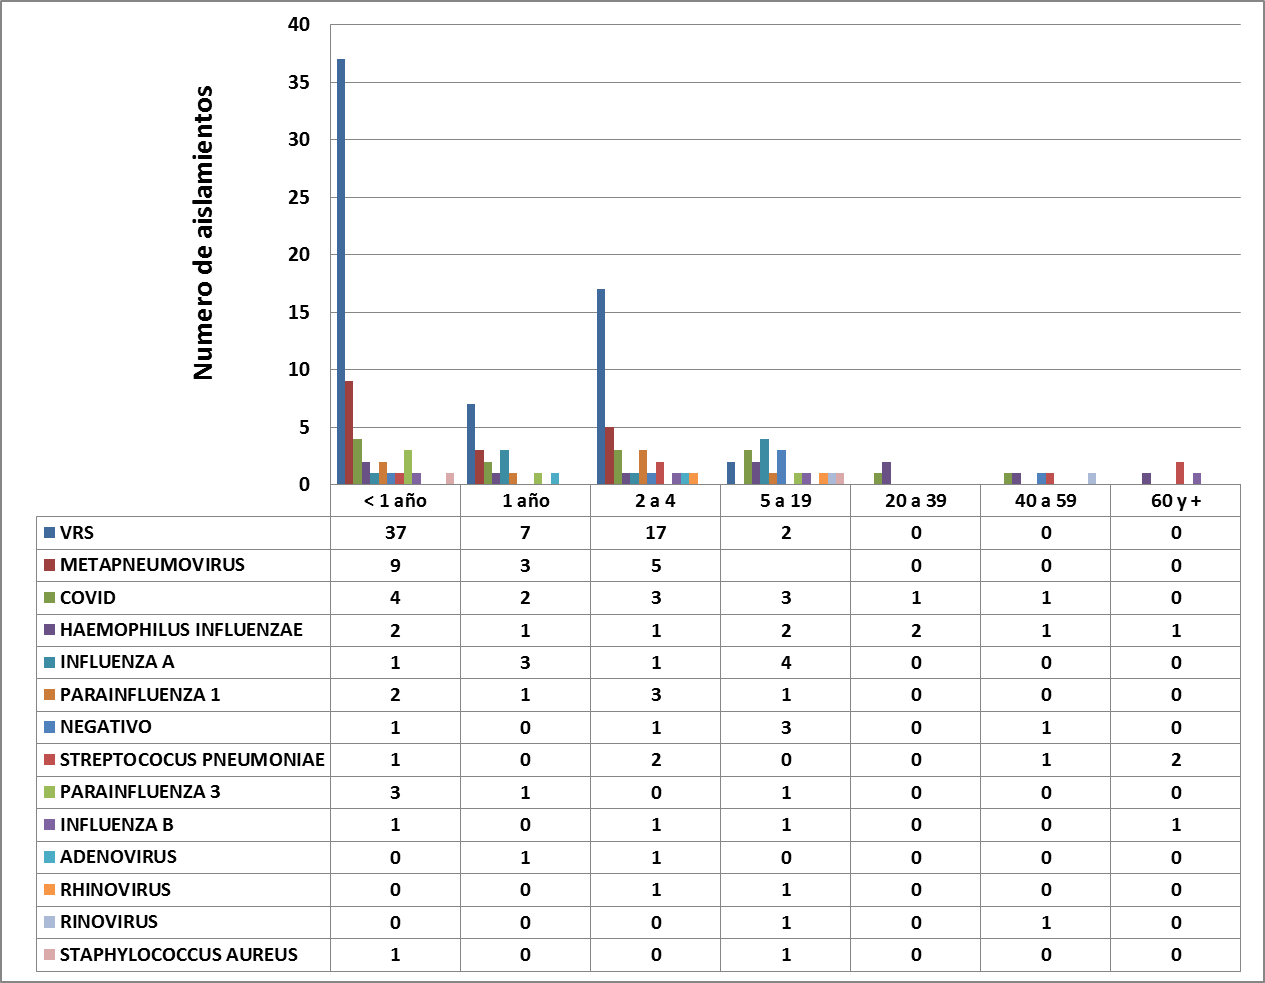 Numero de aislamientos
40
35
30
25
20
15
10
5
0
< 1 año 1 año 2 a 4 5 a 19 20 a 39 40 a 59 60 y +
VRS 37 7 17 2 0 0 0
METAPNEUMOVIRUS 9 3 5 0 0 0
COVID 4 2 3 3 1 1 0
HAEMOPHILUS INFLUENZAE 2 1 1 2 2 1 1
INFLUENZA A 1 3 1 4 0 0 0
PARAINFLUENZA 1 2 1 3 1 0 0 0
NEGATIVO 1 0 1 3 0 1 0
STREPTOCOCUS PNEUMONIAE 1 0 2 0 0 1 2
PARAINFLUENZA 3 3 1 0 1 0 0 0
INFLUENZA B 1 0 1 1 0 0 1
ADENOVIRUS 0 1 1 0 0 0 0
RHINOVIRUS 0 0 1 1 0 0 0
RINOVIRUS 0 0 0 1 0 1 0
STAPHYLOCOCCUS AUREUS 1 0 0 1 0 0 0